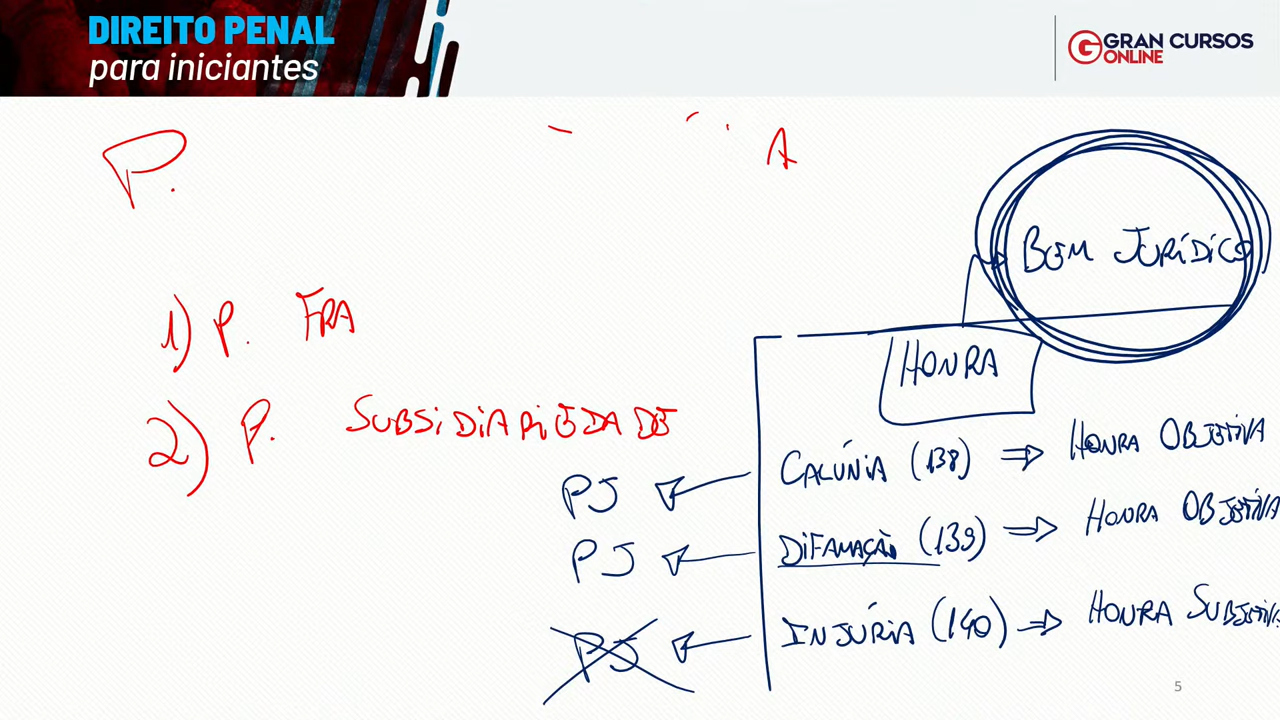 DIREITO PENAL
para iniciantes
GRAN CURSOS
ONLINE
P.
A
BEM JURÍDICO
1) P. FRA
HONRA
2) P. SUBSIDIARIEDADE
PJ CALÚNIA (138) ⇒ HONRA OBJETIVA
PJ DIFAMAÇÃO (139) ⇒ HONRA OBJETIVA
PJ INJÚRIA (140) ⇒ HONRA SUBJETIVA
5